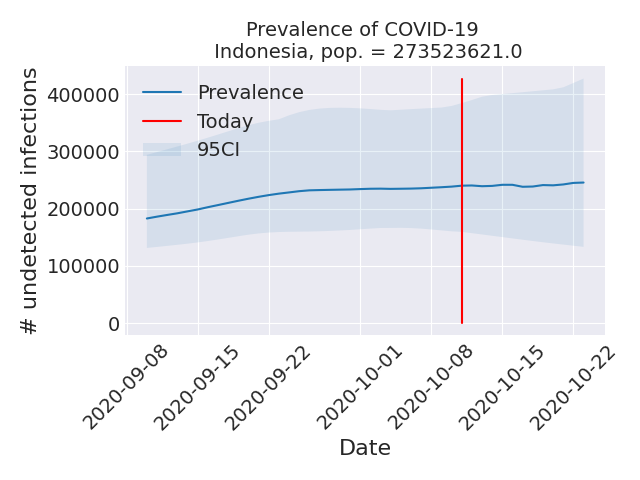 Prevalence of COVID-19
Indonesia, pop. = 273523621.0
# undetected infections
400000
300000
200000
100000
0
Prevalence
Today
95CI
2020-09-08
2020-09-15
2020-09-22
2020-10-01
2020-10-08
2020-10-15
2020-10-22
Date